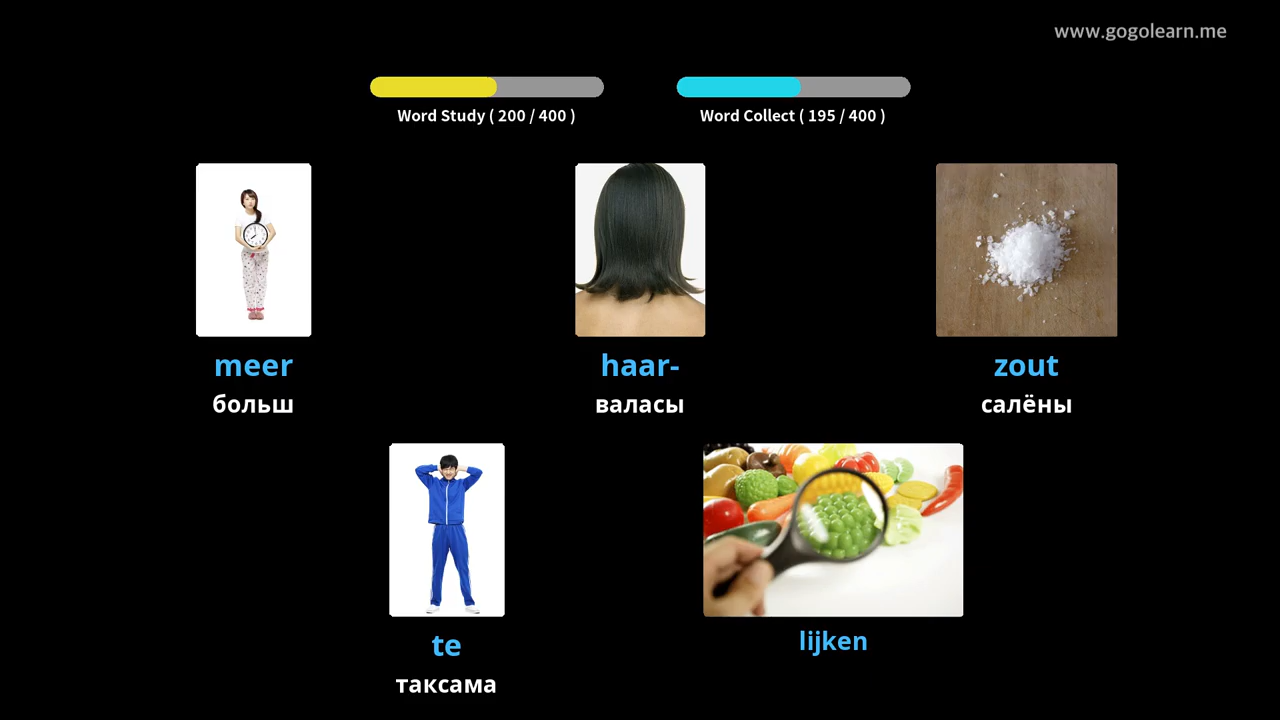 www.gogolearn.me
Word Study ( 200 / 400 )
Word Collect ( 195 / 400 )
meer
больш
haar-
валасы
zout
салёны
te
таксама
lijken